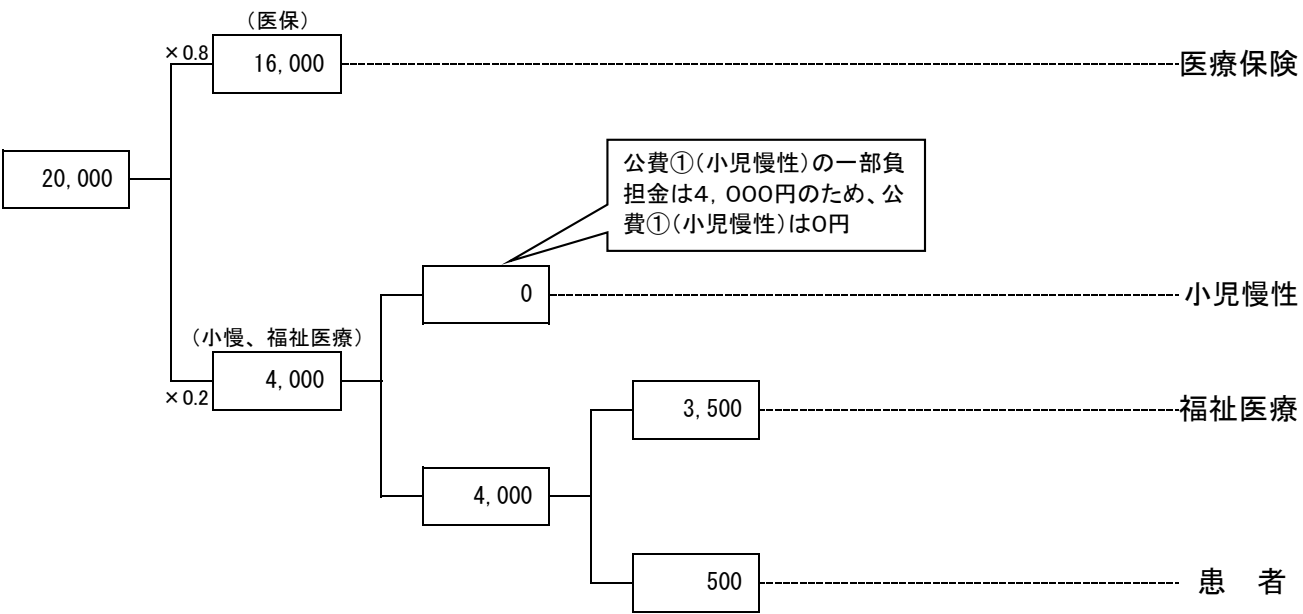 （医保）
×0.8
16,000
医療保険
20,000
公費①（小児慢性）の一部負
担金は4，000円のため、公
費①（小児慢性）は0円
0
小児慢性
（小慢、福祉医療）
4,000
×0.2
3,500
福祉医療
4,000
500
患　者